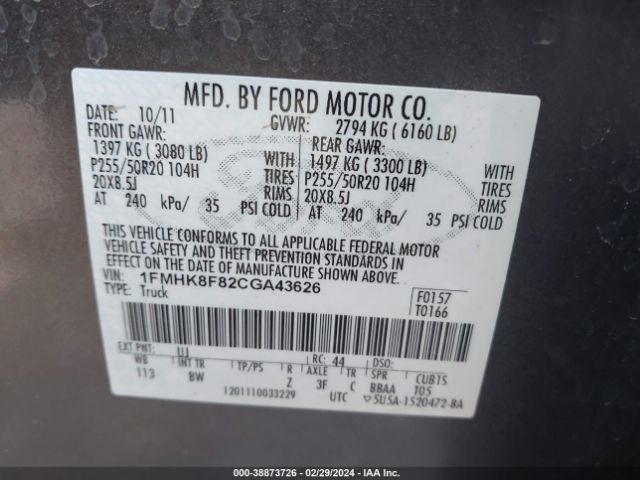 MFD. BY FORD MOTOR CO.
DATE: 10/11 GVWR: 2794 KG ( 6160 LB)
FRONT GAWR: REAR GAWR:
1397 KG ( 3080 LB) WITH 1497 KG ( 3300 LB) WITH
P255/50R20 104H TIRES P255/50R20 104H TIRES
20X8.5J RIMS 20X8.5J RIMS
AT 240 kPa/ 35 PSI COLD AT 240 kPa/ 35 PSI COLD
THIS VEHICLE CONFORMS TO ALL APPLICABLE FEDERAL MOTOR
VEHICLE SAFETY AND THEFT PREVENTION STANDARDS IN
EFFECT ON THE DATE OF MANUFACTURE SHOWN ABOVE.
VIN: 1FMHK8F82CGA43626
TYPE: Truck
F0157
T0166
EXT PNT: UJ RC: 44 DSO:
WB INT TR TP/PS R AXLE TR SPR CUBTS
113 BW Z 3F C BBAA T05
1201110033229 UTC 5U5A-1520472-BA
000-38873726 - 02/29/2024 - IAA Inc.